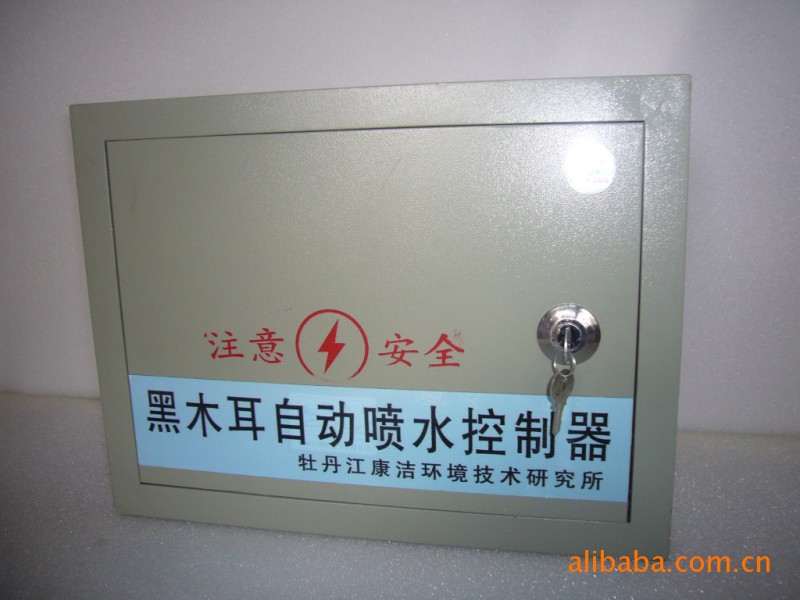 注意 安全
黑木耳自动喷水控制器
牡丹江康洁环境技术研究所
alibaba.com.cn